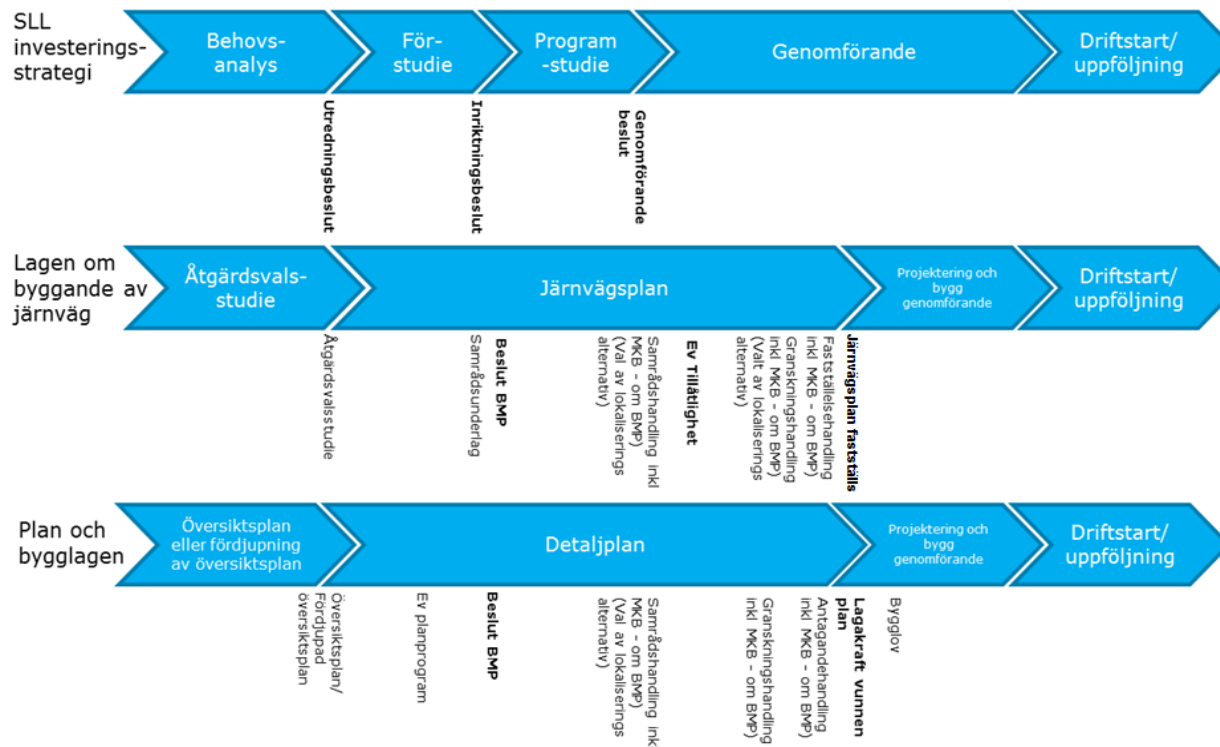 SLL
investerings-
strategi
Behovs-
analys
För-
studie
Program
-studie
Genomförande
Driftstart/
uppföljning
Utredningsbeslut
Inriktningsbeslut
Genomförande
beslut
Lagen om
byggande av
järnväg
Åtgärdsvals-
studie
Järnvägsplan
Projektering och
bygg
genomförande
Driftstart/
uppföljning
Åtgärdsvalsstudie
Samrådsunderlag
Beslut BMP
Samrådshandling inkl
MKB - om BMP)
(Val av lokaliserings
alternativ)
Ev Tillåtlighet
Granskningshandling
inkl MKB - om BMP)
(Valt av lokaliserings
alternativ)
Fastställelsehandling
inkl MKB - om BMP)
Järnvägsplan fastställs
Plan och
bygglagen
Översiktsplan
eller fördjupning
av översiktsplan
Detaljplan
Projektering och
bygg
genomförande
Driftstart/
uppföljning
Översiktsplan/
Fördjupad
översiktsplan
Ev planprogram
Beslut BMP
Samrådshandling ink
MKB - om BMP)
(Val av lokaliserings
alternativ)
Granskningshandling
inkl MKB - om BMP)
Antagandehandling
inkl MKB - om BMP)
Lagakraft vunnen
plan
Bygglov